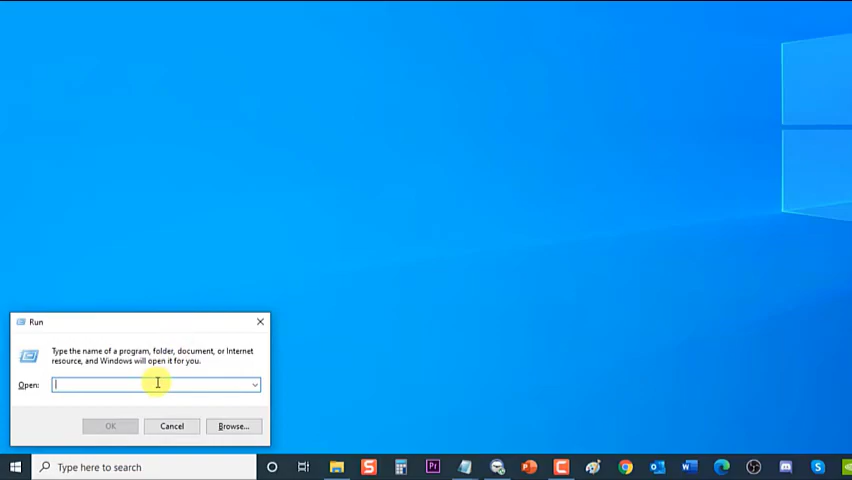 Run
Type the name of a program, folder, document, or Internet
resource, and Windows will open it for you.
Open:
OK
Cancel
Browse...
Type here to search